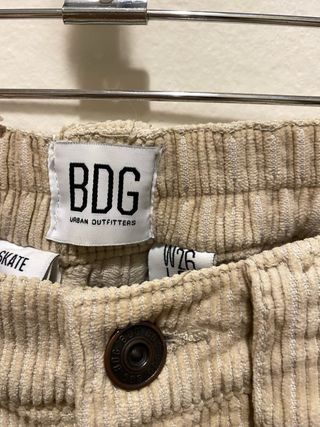 BDG
URBAN OUTFITTERS
SKATE
W26